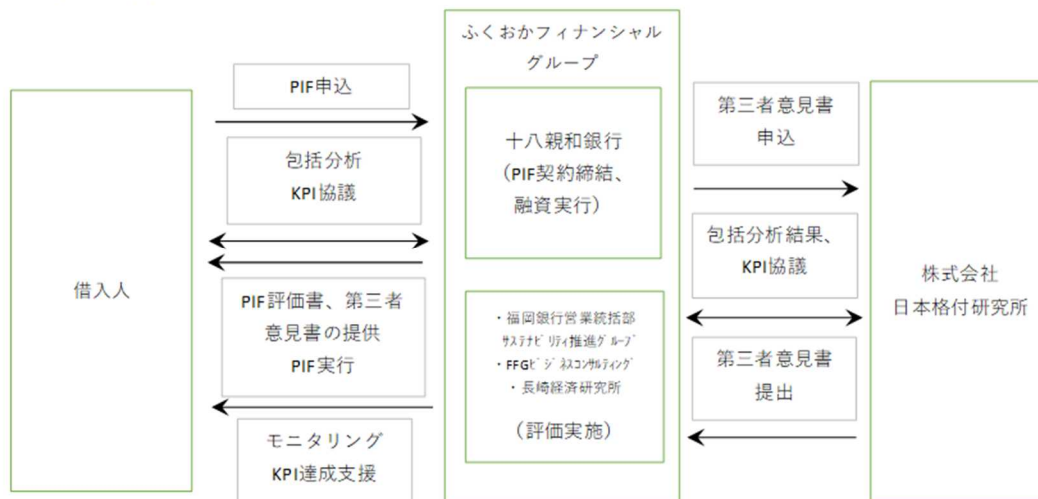 借入人
PIF申込
包括分析
KPI協議
PIF評価書、第三者
意見書の提供
PIF実行
モニタリング
KPI達成支援
ふくおかフィナンシャル
グループ
十八親和銀行
（PIF契約締結、
融資実行）
・福岡銀行営業統括部
ｻｽﾃﾅﾋﾞﾘﾃｨ推進ｸﾞﾙｰﾌﾟ
・FFGﾋﾞｼﾞﾈｽｺﾝｻﾙﾃｨﾝｸﾞ
・長崎経済研究所
（評価実施）
第三者意見書
申込
包括分析結果、
KPI協議
第三者意見書
提出
株式会社
日本格付研究所